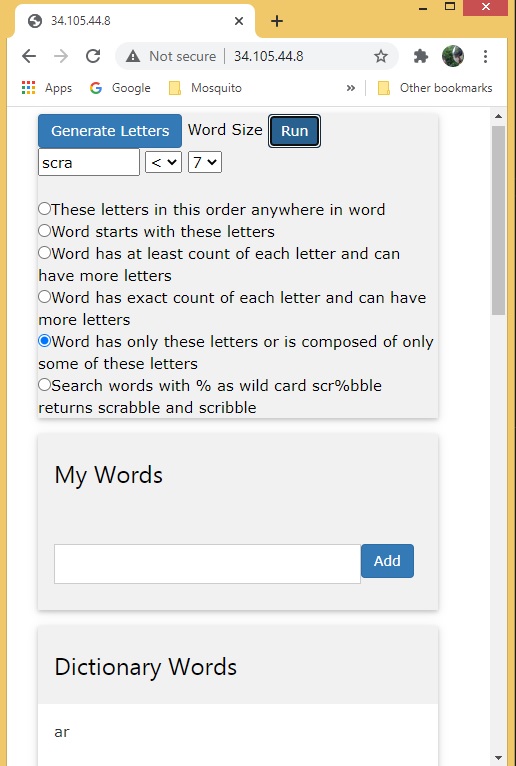 34.105.44.8
Not secure 34.105.44.8
Apps Google Mosquito » Other bookmarks
Generate Letters Word Size Run
scra < 7
These letters in this order anywhere in word
Word starts with these letters
Word has at least count of each letter and can
have more letters
Word has exact count of each letter and can have
more letters
Word has only these letters or is composed of only
some of these letters
Search words with % as wild card scr%bble
returns scrabble and scribble
My Words
Add
Dictionary Words
ar